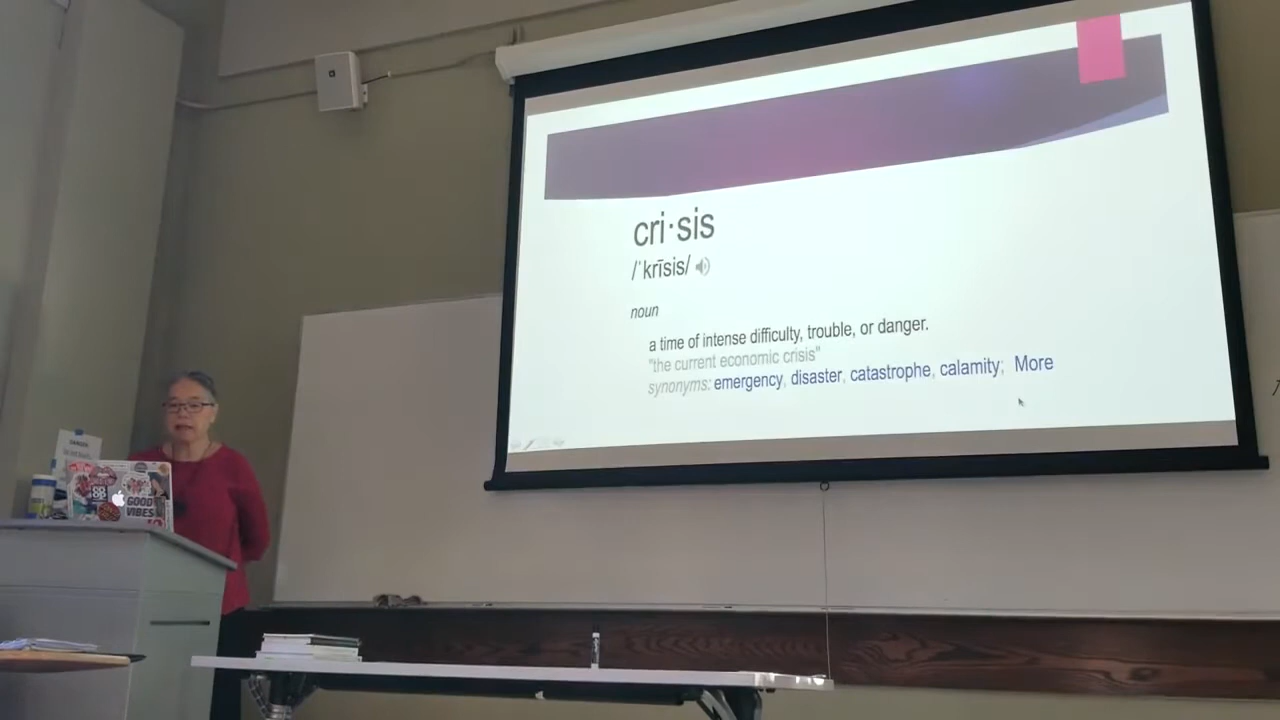 cri·sis
/ˈkrīsis/
noun
a time of intense difficulty, trouble, or danger.
"the current economic crisis"
synonyms: emergency, disaster, catastrophe, calamity; More
GOOD
VIBES